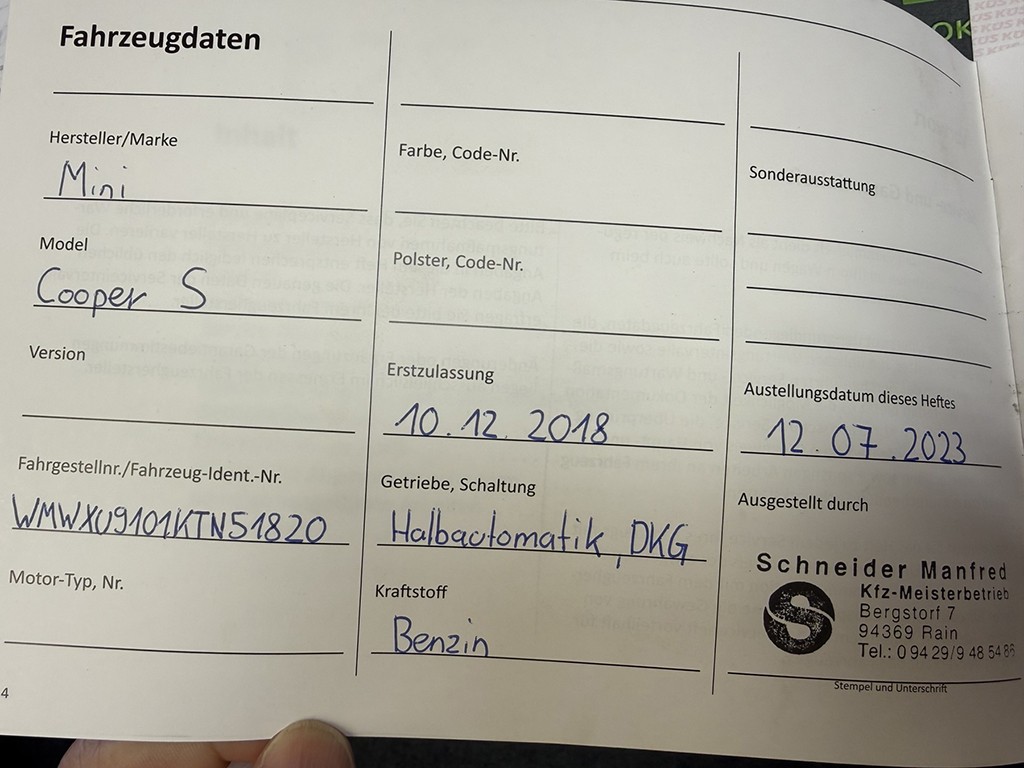 Fahrzeugdaten
Hersteller/Marke
Mini
Model
Cooper S
Version
Fahrgestellnr./Fahrzeug-Ident.-Nr.
WMWXU9101KTN51820
Motor-Typ, Nr.
4
Farbe, Code-Nr.
Polster, Code-Nr.
Erstzulassung
10.12.2018
Getriebe, Schaltung
Halbautomatik, DKG
Kraftstoff
Benzin
Sonderausstattung
Austellungsdatum dieses Heftes
12.07.2023
Ausgestellt durch
Schneider Manfred
Kfz-Meisterbetrieb
Bergstorf 7
94369 Rain
Tel.: 0 94 29/9 48 54 86
Stempel und Unterschrift